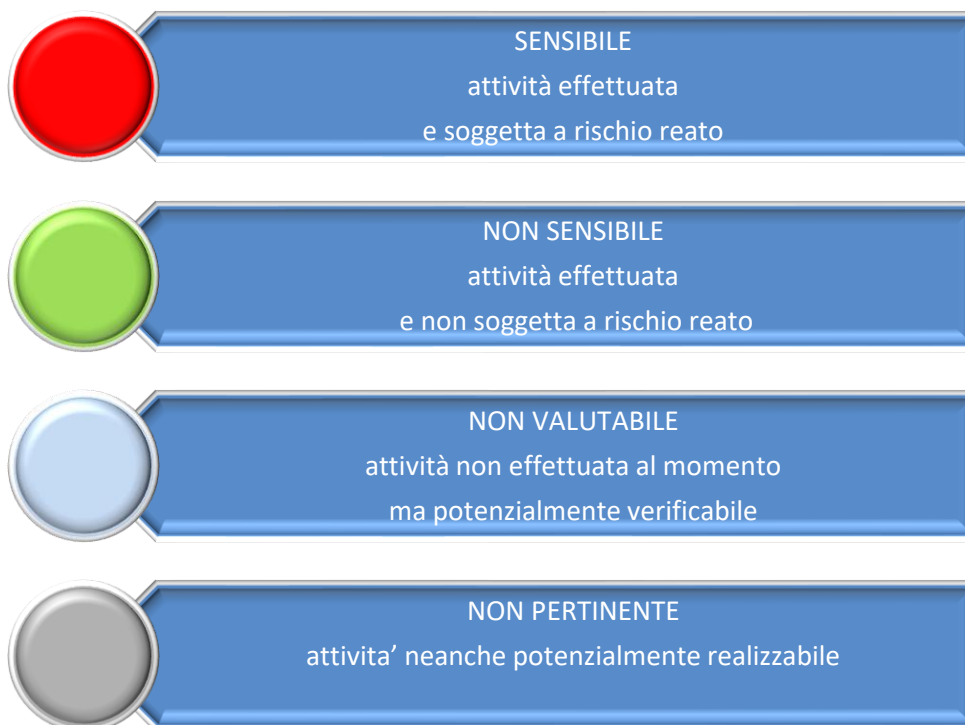 SENSIBILE
attività effettuata
e soggetta a rischio reato
NON SENSIBILE
attività effettuata
e non soggetta a rischio reato
NON VALUTABILE
attività non effettuata al momento
ma potenzialmente verificabile
NON PERTINENTE
attivita’ neanche potenzialmente realizzabile